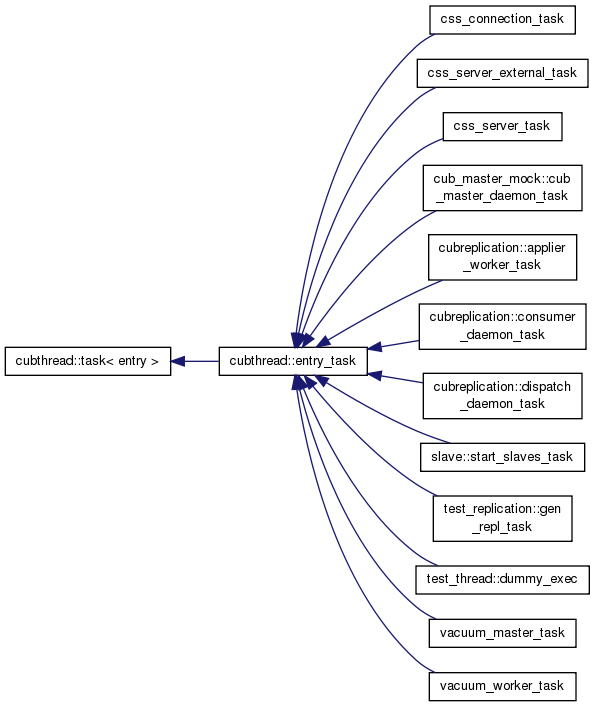 css_connection_task
css_server_external_task
css_server_task
cub_master_mock::cub
_master_daemon_task
cubreplication::applier
_worker_task
cubreplication::consumer
_daemon_task
cubthread::task< entry >
cubthread::entry_task
cubreplication::dispatch
_daemon_task
slave::start_slaves_task
test_replication::gen
_repl_task
test_thread::dummy_exec
vacuum_master_task
vacuum_worker_task